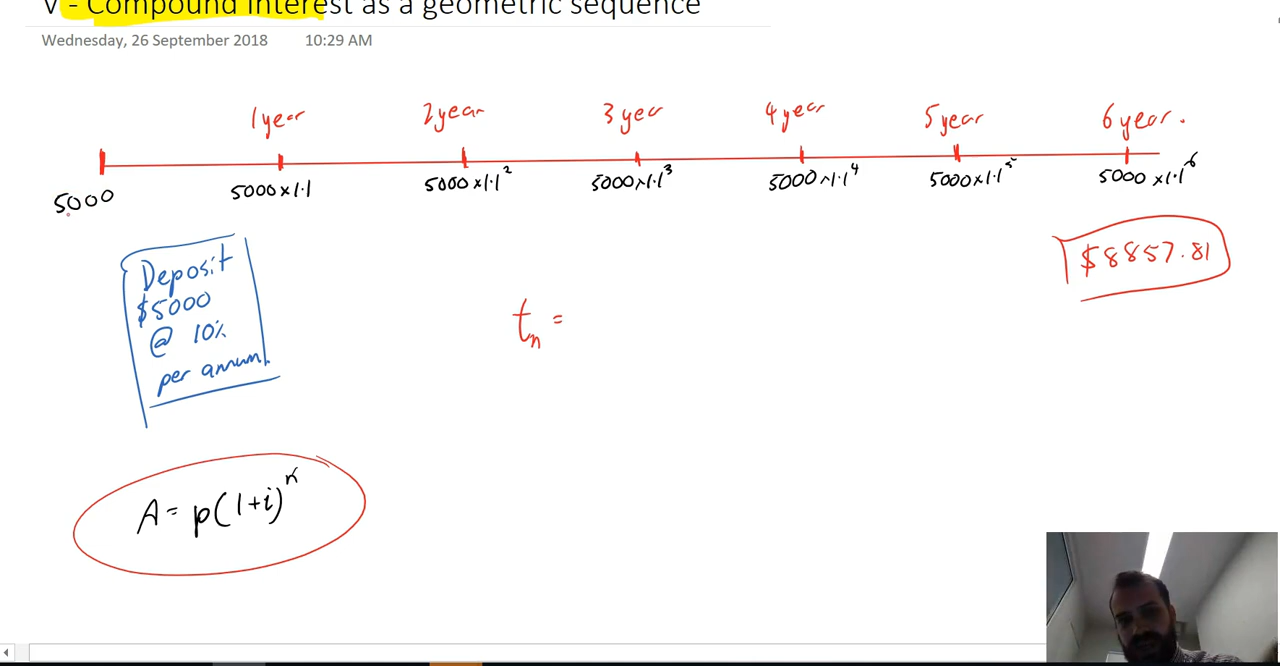 V - Compound interest as a geometric sequence
Wednesday, 26 September 2018 10:29 AM
1 year 2 year 3 year 4 year 5 year 6 year.
5000 5000×1·1 5000×1·1² 5000×1·1³ 5000×1·1⁴ 5000×1·1⁵ 5000×1·1⁶
$8857.81
Deposit
$5000
@ 10%
per annum
tₙ =
A = p(1+i)ⁿ